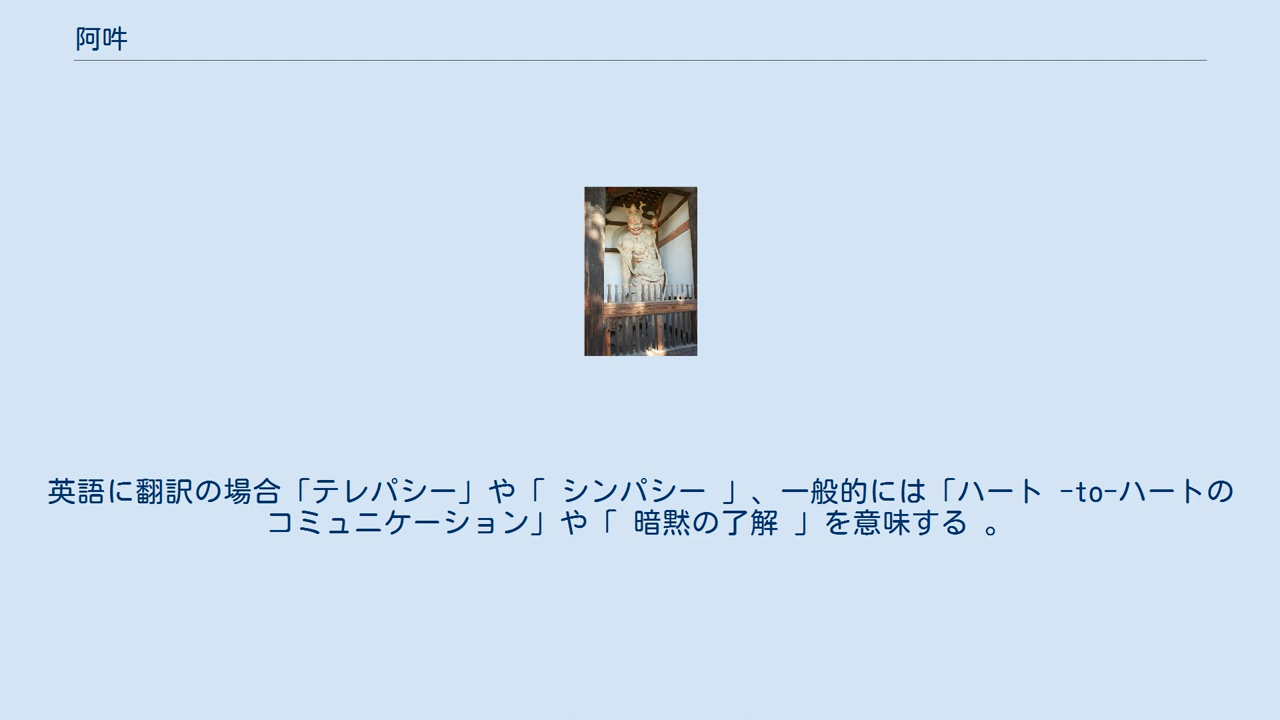 阿吽
英語に翻訳の場合「テレパシー」や「 シンパシー 」、一般的には「ハート -to-ハートの
コミュニケーション」や「 暗黙の了解 」を意味する 。